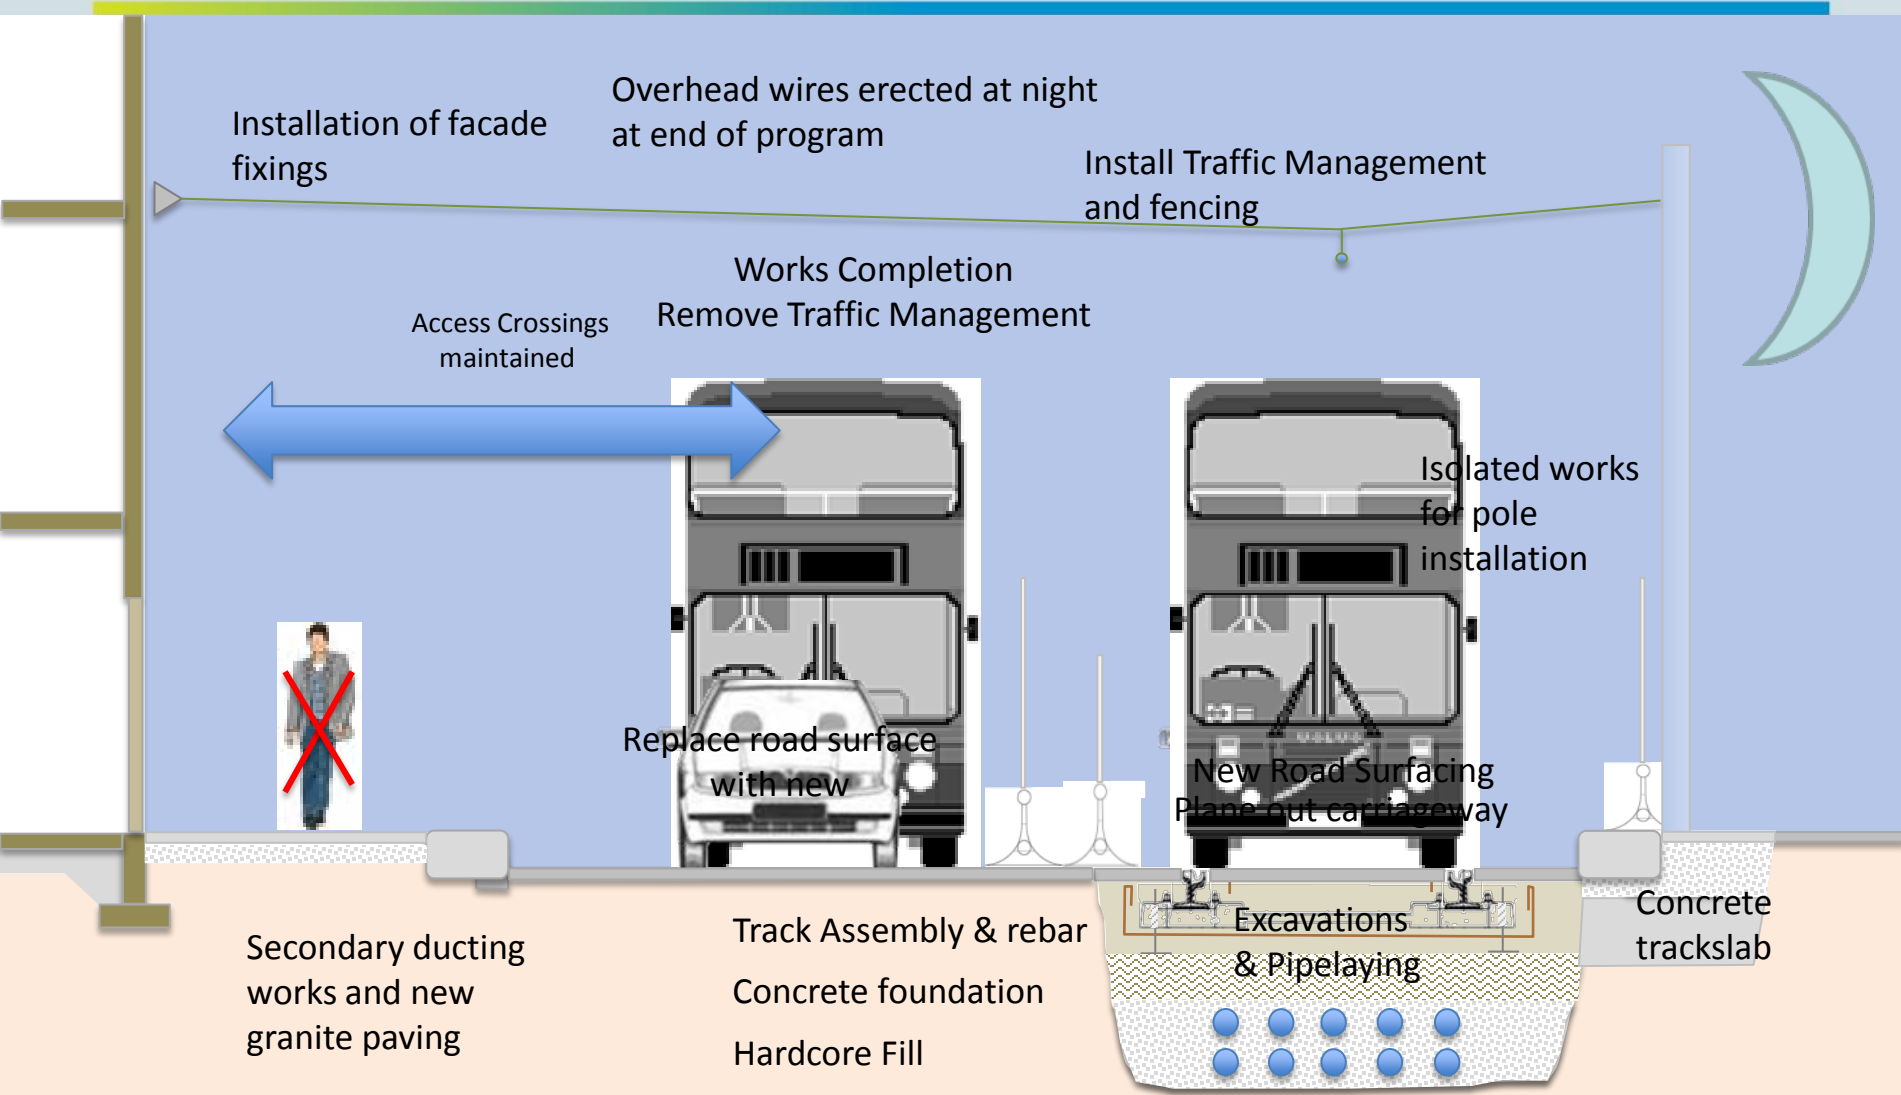 Overhead wires erected at night
at end of program
Installation of facade
fixings
Install Traffic Management
and fencing
Works Completion
Remove Traffic Management
Access Crossings
maintained
Isolated works
for pole
installation
Replace road surface
with new
New Road Surfacing
Plane out carriageway
Concrete
trackslab
Excavations
& Pipelaying
Track Assembly & rebar
Concrete foundation
Hardcore Fill
Secondary ducting
works and new
granite paving
VOLVO